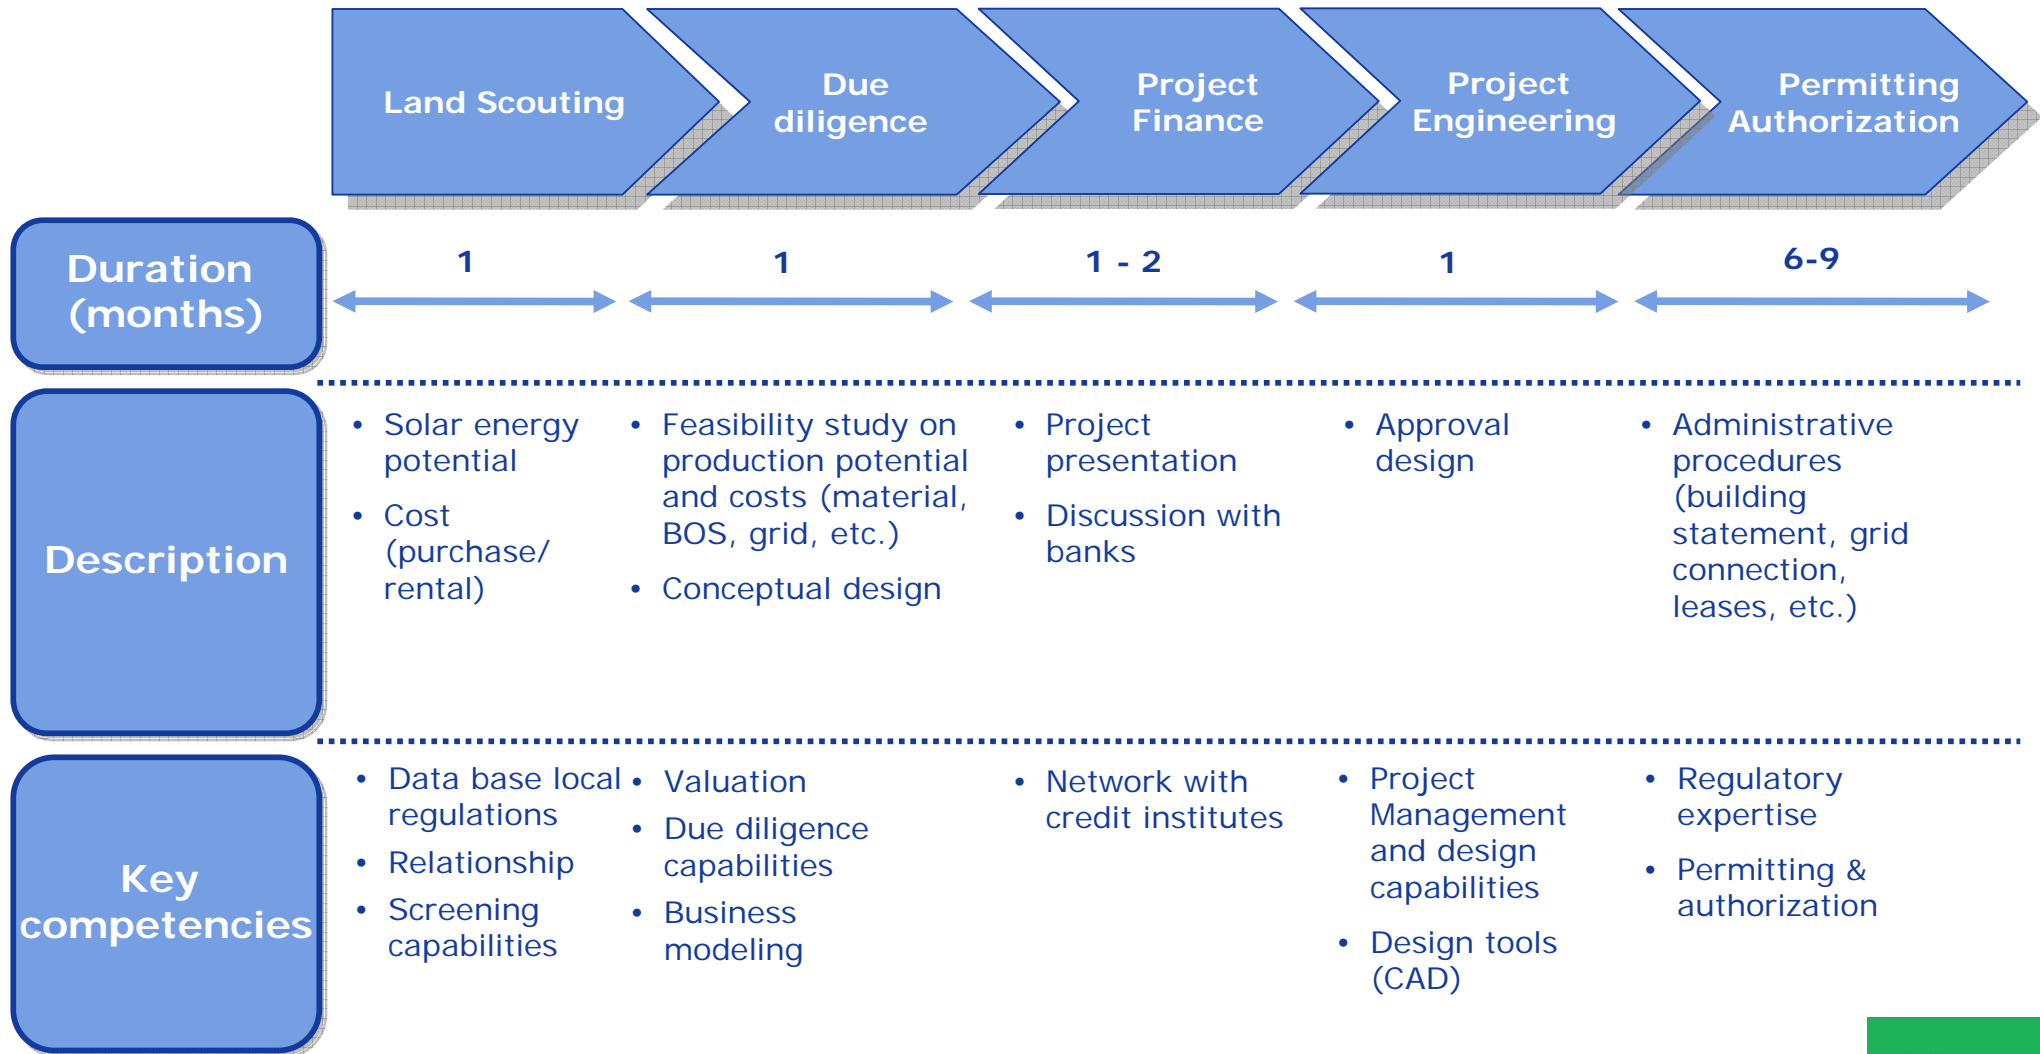 Land Scouting
Due
diligence
Project
Finance
Project
Engineering
Permitting
Authorization
Duration
(months)
1
1
1 - 2
1
6-9
Description
• Solar energy
potential
• Cost
(purchase/
rental)
• Feasibility study on
production potential
and costs (material,
BOS, grid, etc.)
• Conceptual design
• Project
presentation
• Discussion with
banks
• Approval
design
• Administrative
procedures
(building
statement, grid
connection,
leases, etc.)
Key
competencies
• Data base local
regulations
• Relationship
• Screening
capabilities
• Valuation
• Due diligence
capabilities
• Business
modeling
• Network with
credit institutes
• Project
Management
and design
capabilities
• Design tools
(CAD)
• Regulatory
expertise
• Permitting &
authorization